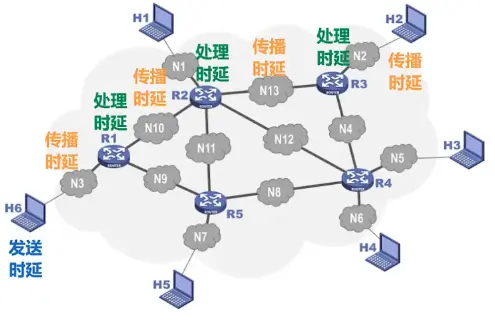 H1
H2
处理
时延
传播
时延
处理
时延
传播
时延
N1
N2
传播
时延
处理
时延
R2
N13
R3
传播
时延
N10
R1
N11
N12
N4
H3
N5
N3
N9
N8
R4
H6
R5
N6
发送
时延
N7
H4
H5